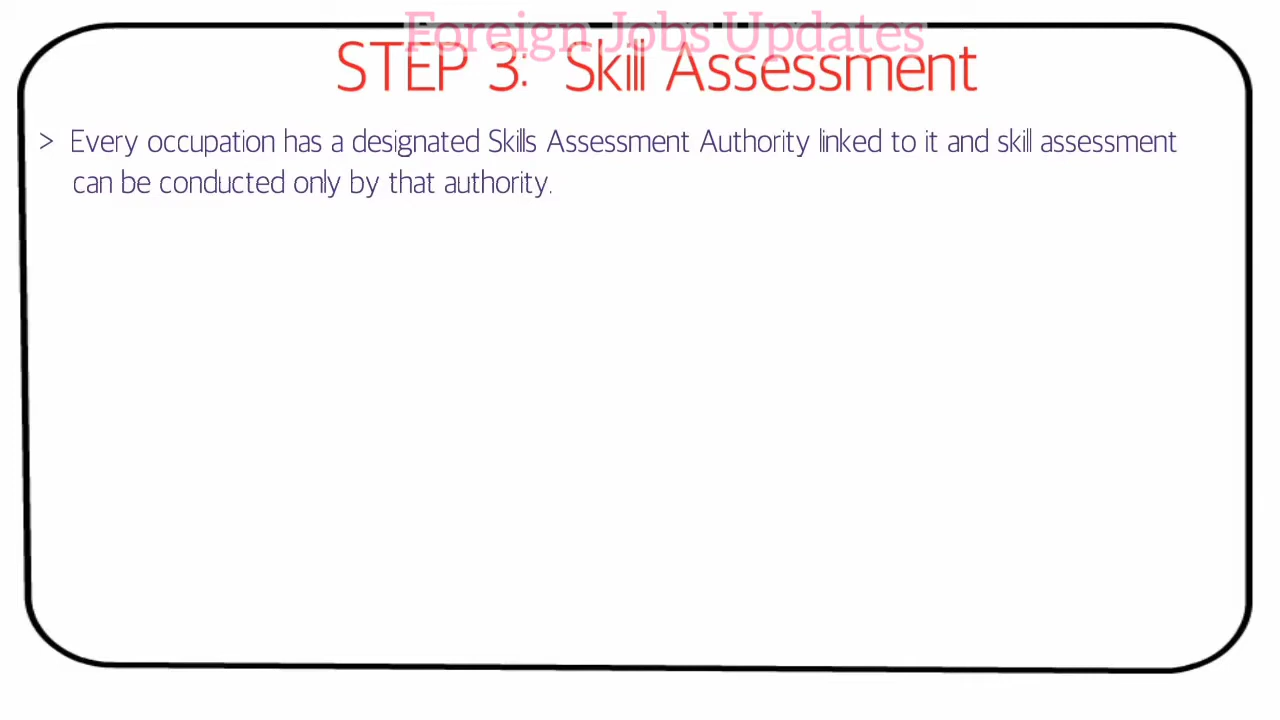 Foreign Jobs Updates
STEP 3: Skill Assessment
> Every occupation has a designated Skills Assessment Authority linked to it and skill assessment
can be conducted only by that authority.